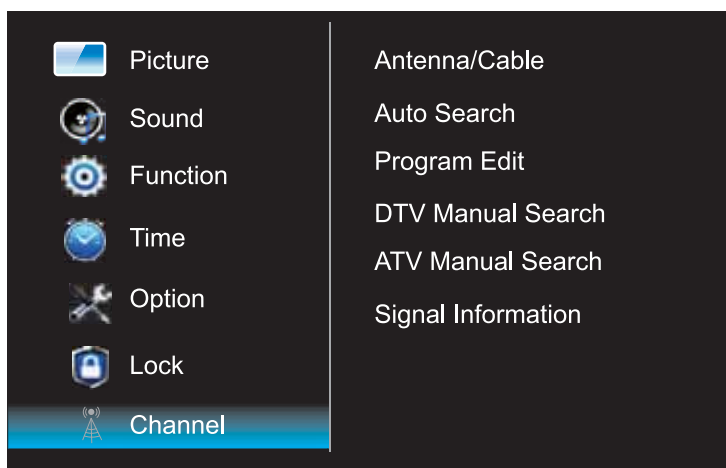 Picture
Sound
Function
Time
Option
Lock
Channel
Antenna/Cable
Auto Search
Program Edit
DTV Manual Search
ATV Manual Search
Signal Information